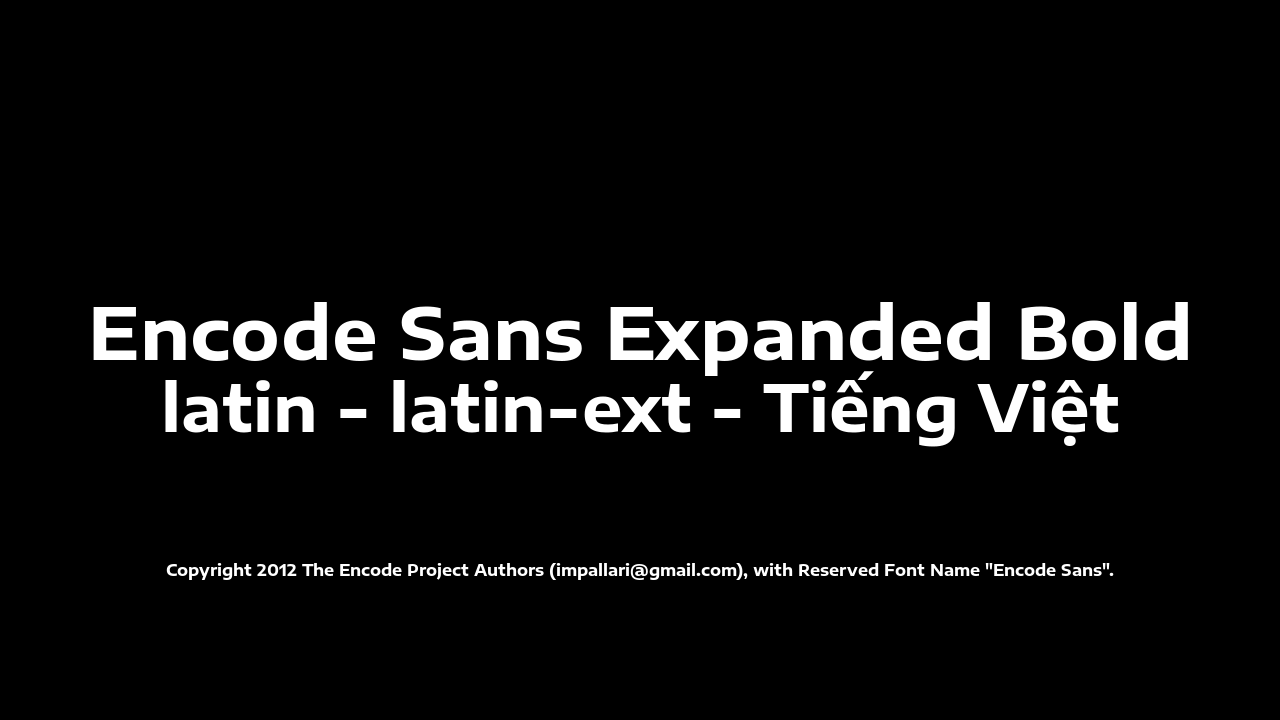 Encode Sans Expanded Bold
latin - latin-ext - Tiếng Việt
Copyright 2012 The Encode Project Authors (impallari@gmail.com), with Reserved Font Name "Encode Sans".